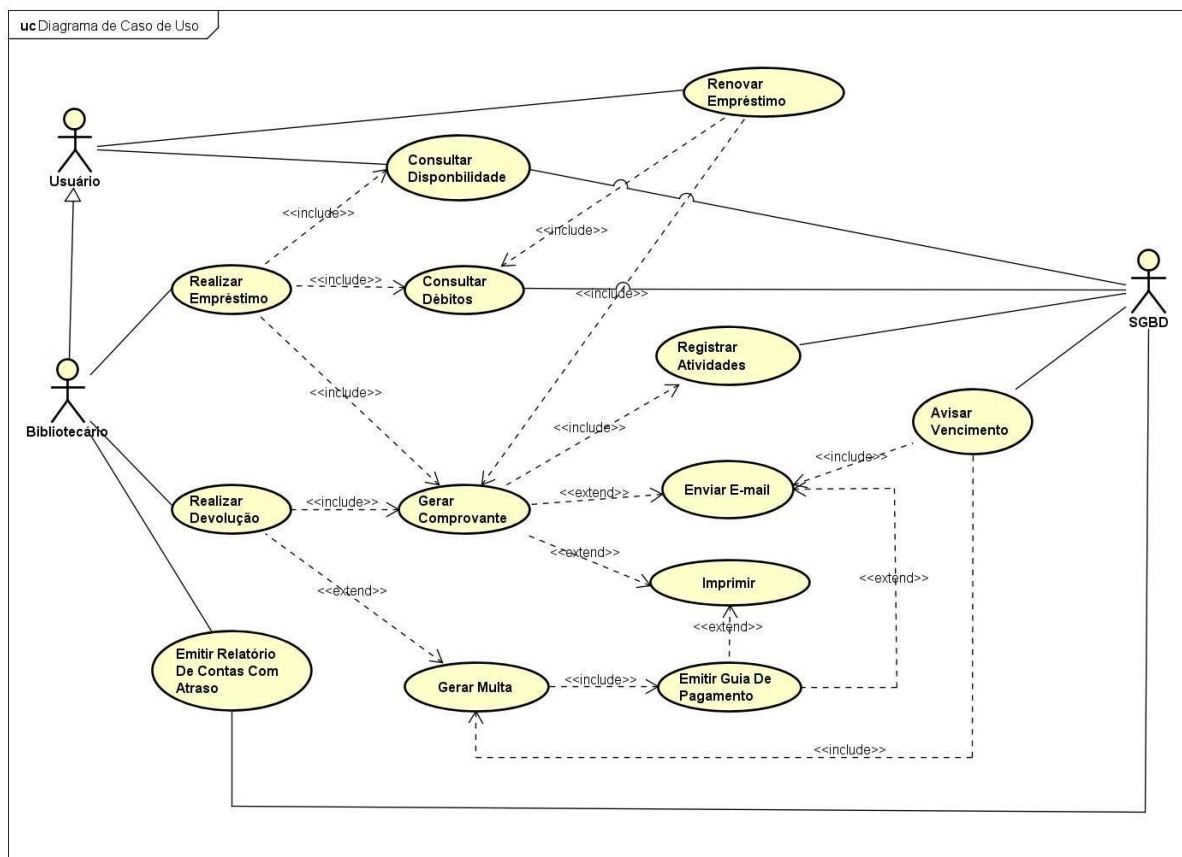 uc Diagrama de Caso de Uso
Renovar
Empréstimo
Usuário
Consultar
Disponbilidade
<<include>>
<<include>>
Realizar
Empréstimo
<<include>>
Consultar
Débitos
<<include>>
SGBD
Registrar
Atividades
<<include>>
Bibliotecário
Avisar
Vencimento
<<include>>
<<include>>
Realizar
Devolução
<<include>>
Gerar
Comprovante
<<extend>>
Enviar E-mail
<<extend>>
Imprimir
<<extend>>
<<extend>>
<<extend>>
Emitir Relatório
De Contas Com
Atraso
Gerar Multa
<<include>>
Emitir Guia De
Pagamento
<<include>>